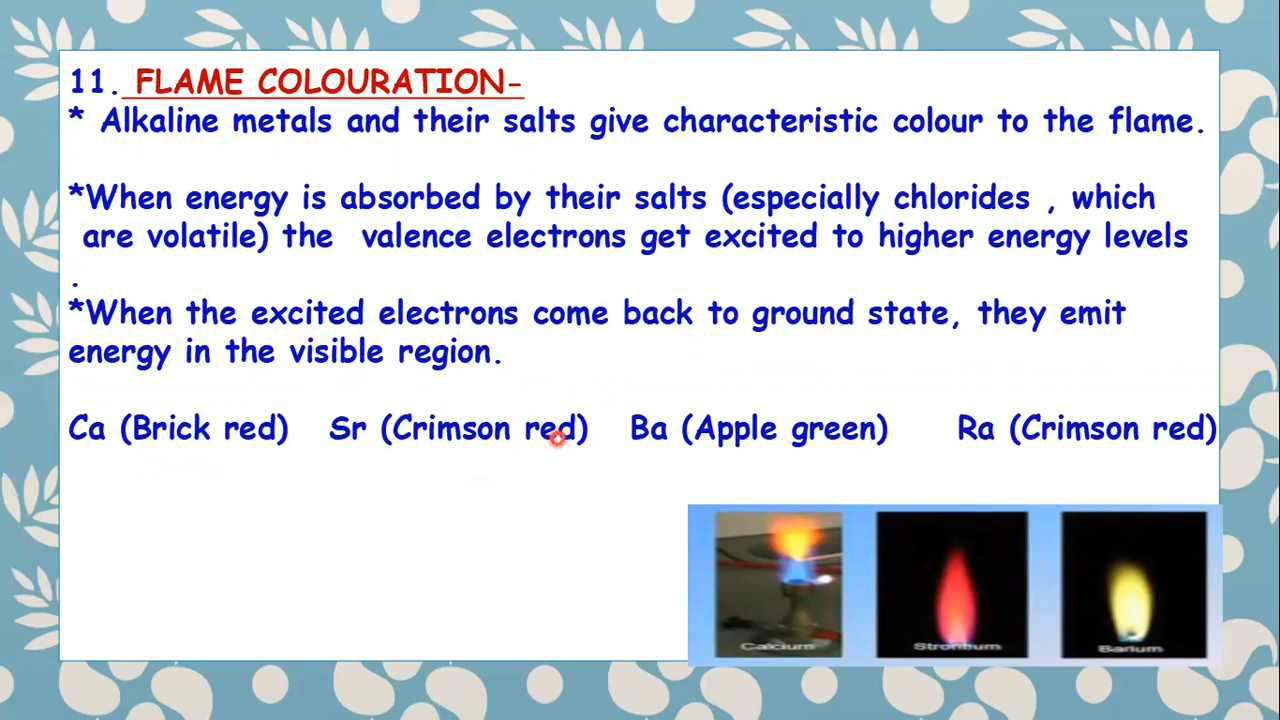 11. FLAME COLOURATION-
* Alkaline metals and their salts give characteristic colour to the flame.
*When energy is absorbed by their salts (especially chlorides , which
are volatile) the valence electrons get excited to higher energy levels
.
*When the excited electrons come back to ground state, they emit
energy in the visible region.
Ca (Brick red) Sr (Crimson red) Ba (Apple green) Ra (Crimson red)
Calcium Strontium Barium